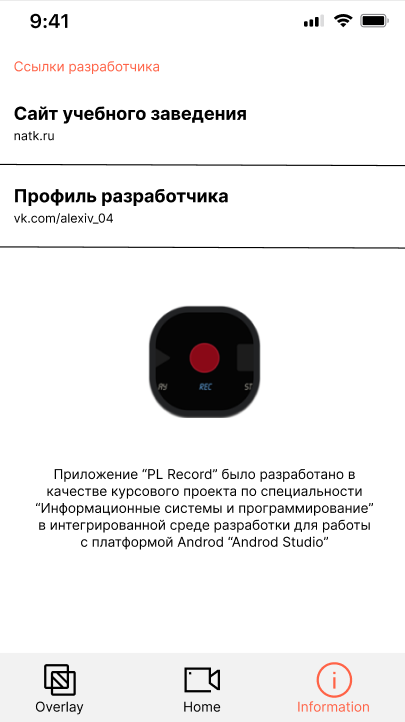 9:41
Ссылки разработчика
Сайт учебного заведения
natk.ru
Профиль разработчика
vk.com/alexiv_04
REC
Приложение “PL Record” было разработано в
качестве курсового проекта по специальности
“Информационные системы и программирование”
в интегрированной среде разработки для работы
с платформой Androd “Androd Studio”
Overlay Home Information